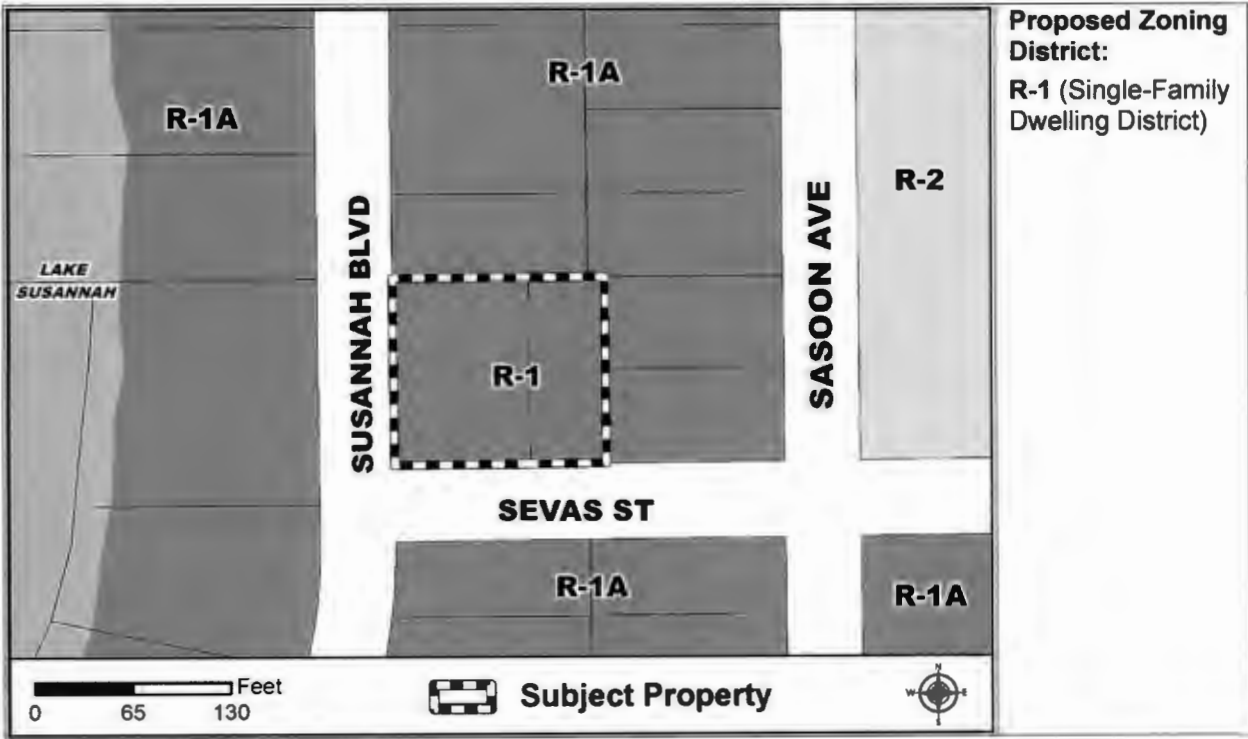 Proposed Zoning
District:
R-1 (Single-Family
Dwelling District)
R-1A
R-1A
R-2
LAKE
SUSANNAH
SUSANNAH BLVD
R-1
SASOON AVE
SEVAS ST
R-1A
R-1A
Feet
0 65 130
Subject Property
N
W E
S